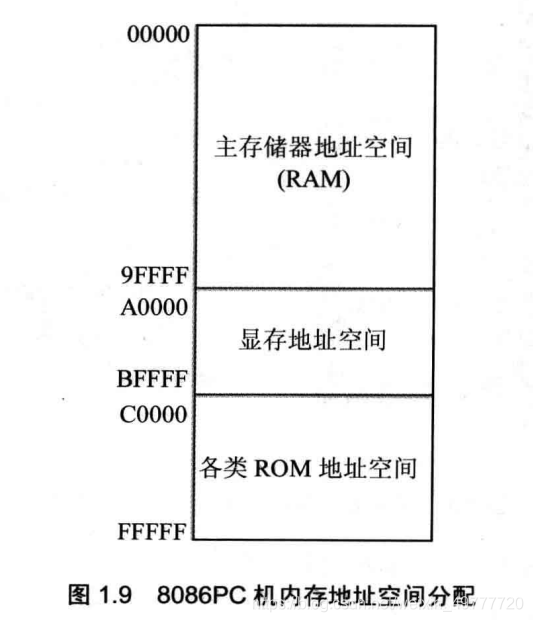 00000
主存储器地址空间
(RAM)
9FFFF
A0000
显存地址空间
BFFFF
C0000
各类 ROM 地址空间
FFFFF
图 1.9 8086PC 机内存地址空间分配